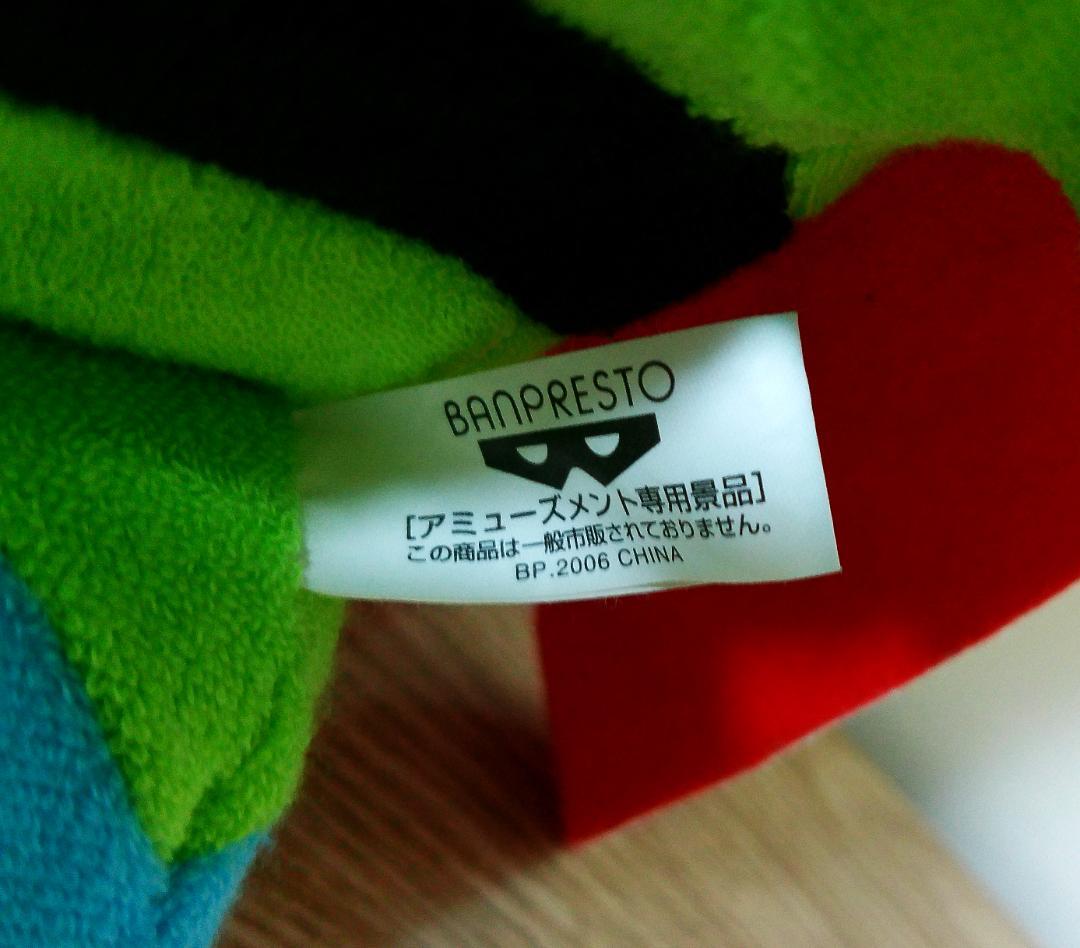 BANPRESTO
[アミューズメント専用景品]
この商品は一般市販されておりません。
BP.2006 CHINA